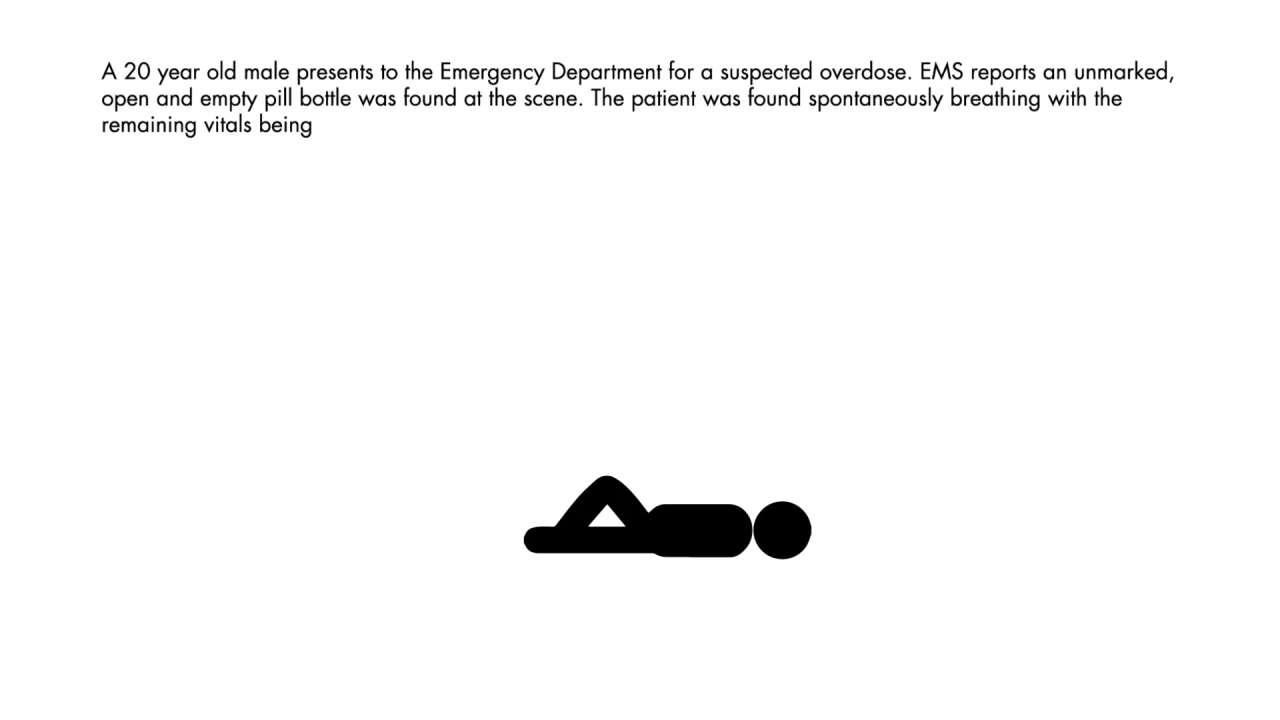 A 20 year old male presents to the Emergency Department for a suspected overdose. EMS reports an unmarked,
open and empty pill bottle was found at the scene. The patient was found spontaneously breathing with the
remaining vitals being